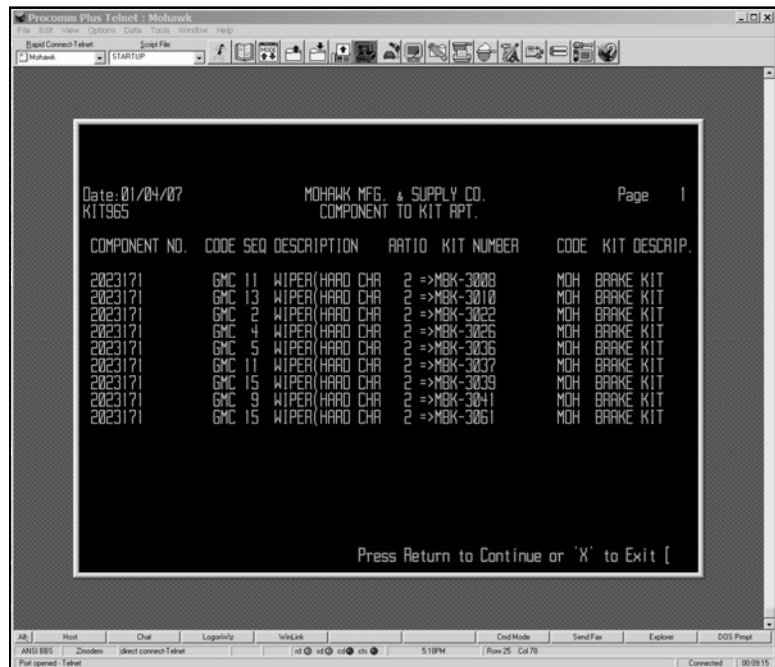 Procomm Plus Telnet : Mohawk
File Edit View Options Data Tools Window Help
Rapid Connect-Telnet: Script File:
Mohawk STARTUP
Date:01/04/07 MOHAWK MFG. & SUPPLY CO. Page 1
KIT965 COMPONENT TO KIT RPT.
COMPONENT NO. CODE SEQ DESCRIPTION RATIO KIT NUMBER CODE KIT DESCRIP.
2023171 GMC 11 WIPER(HARD CHR 2 =>MBK-3008 MOH BRAKE KIT
2023171 GMC 13 WIPER(HARD CHR 2 =>MBK-3010 MOH BRAKE KIT
2023171 GMC 2 WIPER(HARD CHR 2 =>MBK-3022 MOH BRAKE KIT
2023171 GMC 4 WIPER(HARD CHR 2 =>MBK-3026 MOH BRAKE KIT
2023171 GMC 5 WIPER(HARD CHR 2 =>MBK-3036 MOH BRAKE KIT
2023171 GMC 11 WIPER(HARD CHR 2 =>MBK-3037 MOH BRAKE KIT
2023171 GMC 15 WIPER(HARD CHR 2 =>MBK-3039 MOH BRAKE KIT
2023171 GMC 9 WIPER(HARD CHR 2 =>MBK-3041 MOH BRAKE KIT
2023171 GMC 15 WIPER(HARD CHR 2 =>MBK-3061 MOH BRAKE KIT
Press Return to Continue or 'X' to Exit [
Alt; Host Chat LogonWiz WinLink Cmd Mode Send Fax Explorer DOS Prmpt
ANSI BBS Zmodem direct connect-Telnet rd sd cd cts 5:18PM Row 25 Col 78
Port opened - Telnet Connected 00:09:15